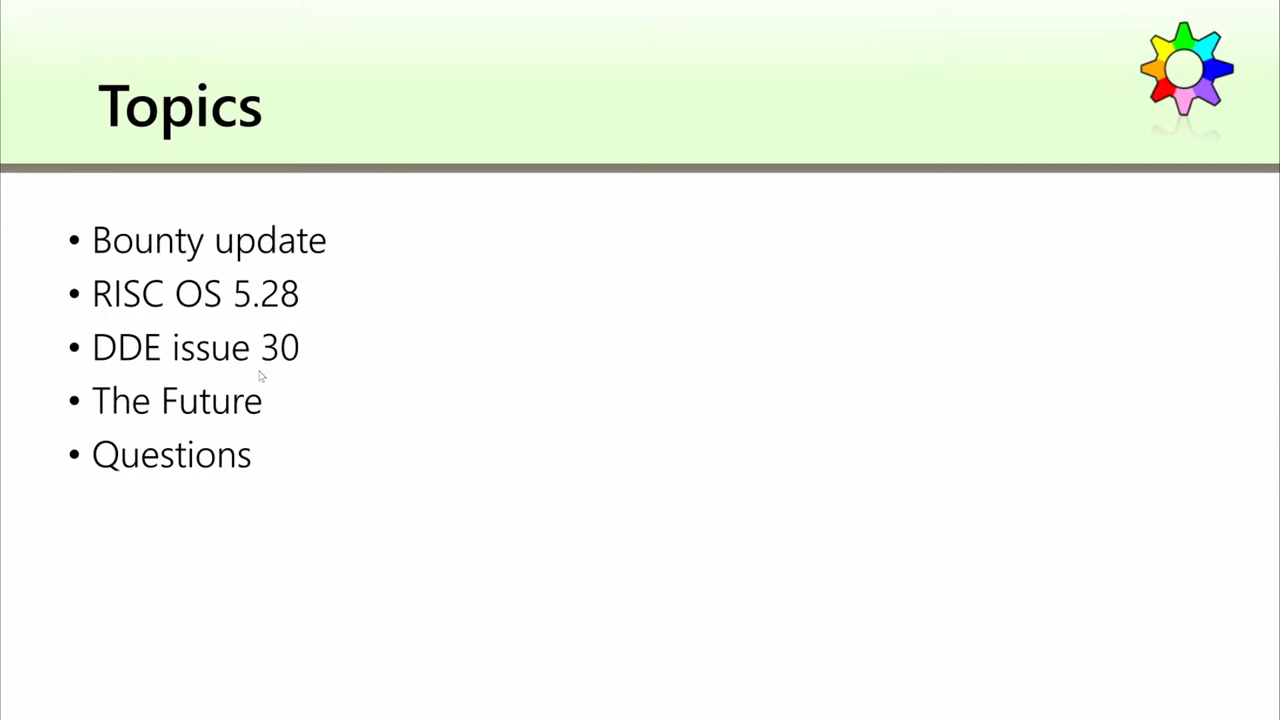 Topics
• Bounty update
• RISC OS 5.28
• DDE issue 30
• The Future
• Questions